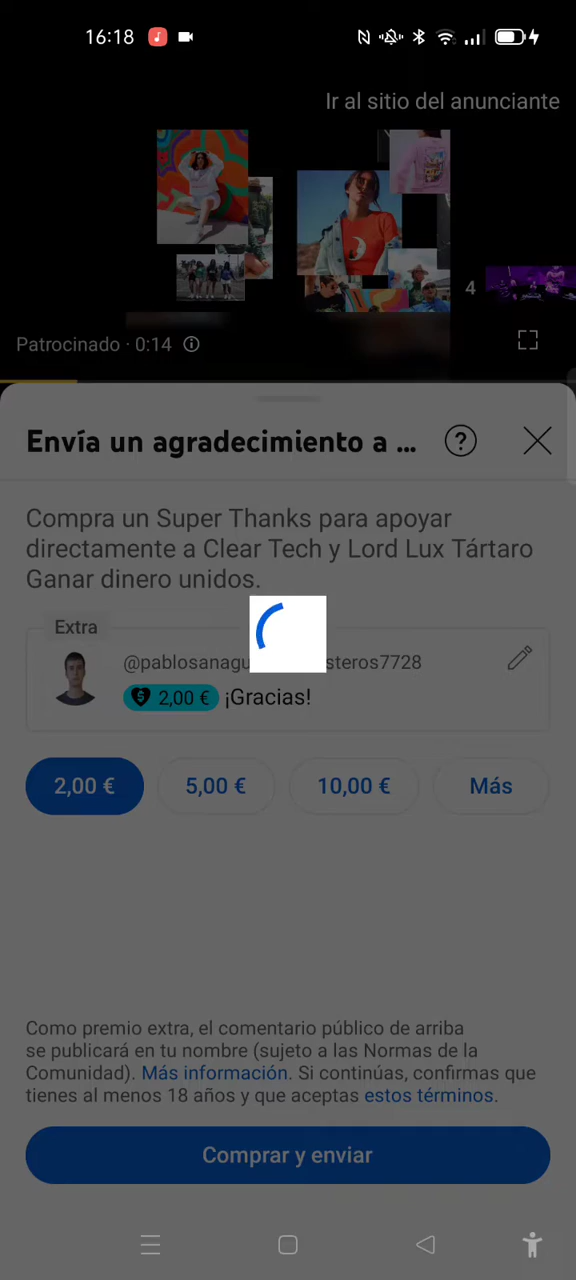 16:18
Ir al sitio del anunciante
4
Patrocinado · 0:14
Envía un agradecimiento a ...
Compra un Super Thanks para apoyar
directamente a Clear Tech y Lord Lux Tártaro
Ganar dinero unidos.
Extra
@pablosanagu steros7728
2,00 € ¡Gracias!
2,00 €
5,00 €
10,00 €
Más
Como premio extra, el comentario público de arriba
se publicará en tu nombre (sujeto a las Normas de la
Comunidad). Más información. Si continúas, confirmas que
tienes al menos 18 años y que aceptas estos términos.
Comprar y enviar